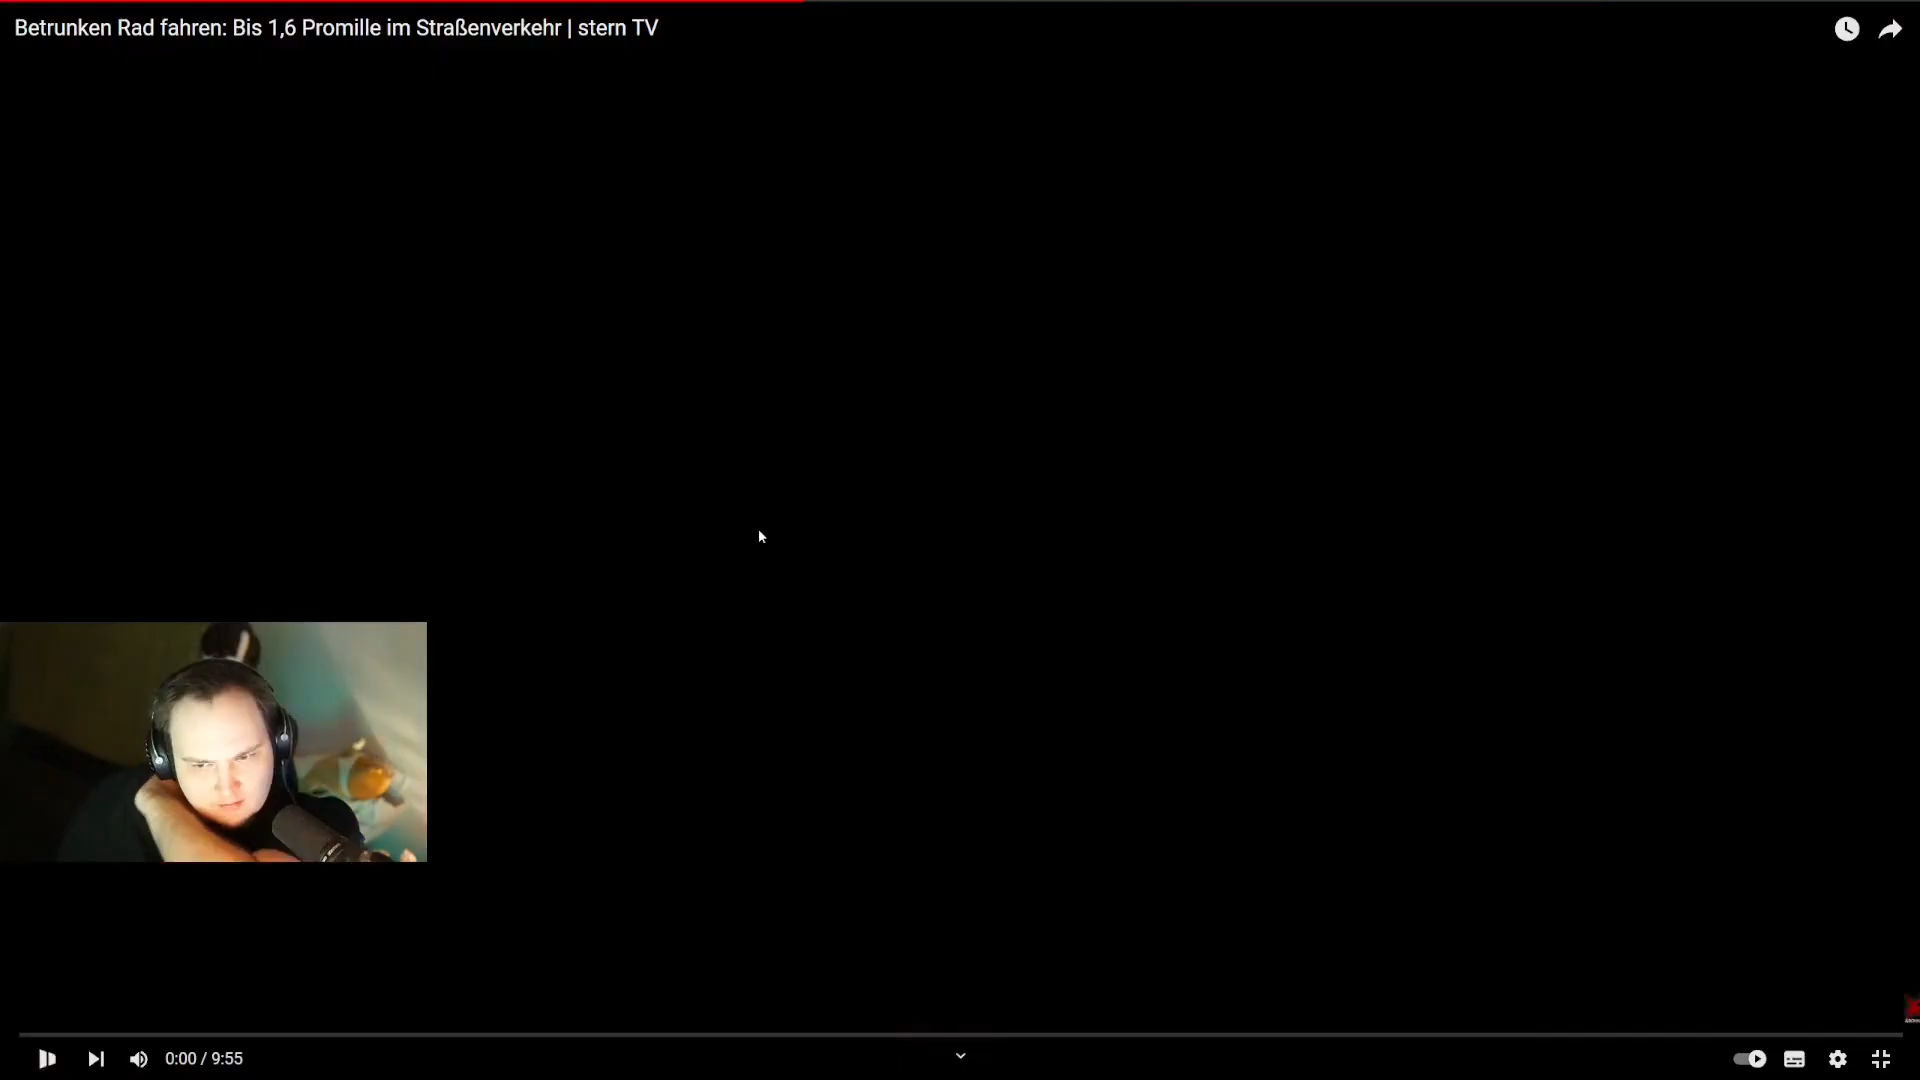 Betrunken Rad fahren: Bis 1,6 Promille im Straßenverkehr | stern TV
0:00 / 9:55